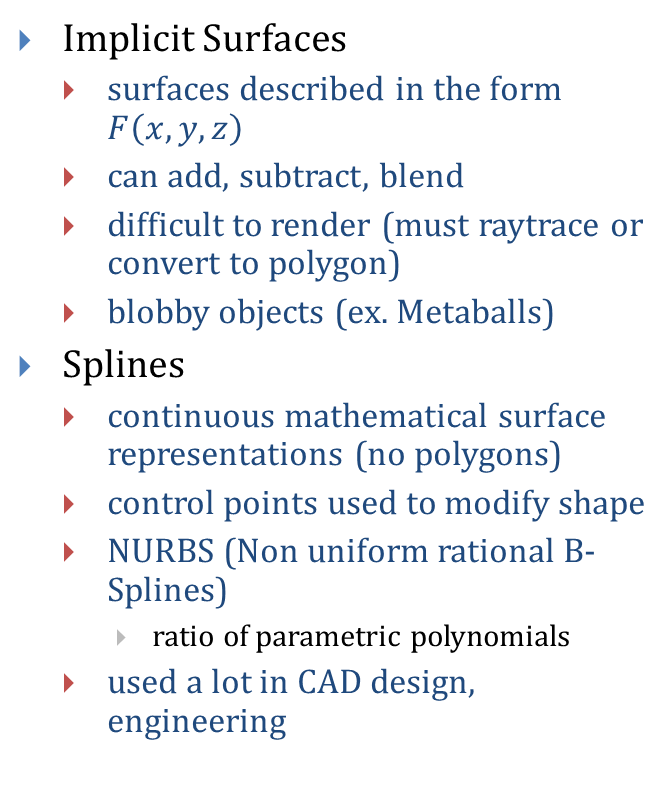 Implicit Surfaces
surfaces described in the form
F(x, y, z)
can add, subtract, blend
difficult to render (must raytrace or
convert to polygon)
blobby objects (ex. Metaballs)
Splines
continuous mathematical surface
representations (no polygons)
control points used to modify shape
NURBS (Non uniform rational B-
Splines)
ratio of parametric polynomials
used a lot in CAD design,
engineering